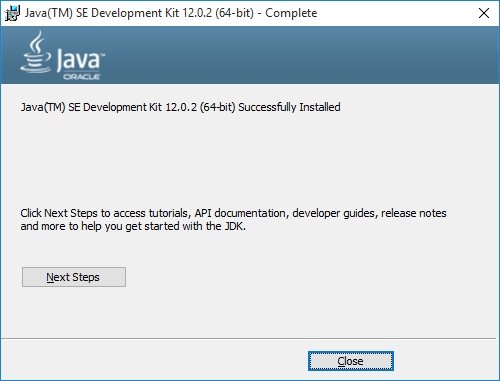 Java(TM) SE Development Kit 12.0.2 (64-bit) - Complete
Java™
ORACLE
Java(TM) SE Development Kit 12.0.2 (64-bit) Successfully Installed
Click Next Steps to access tutorials, API documentation, developer guides, release notes
and more to help you get started with the JDK.
Next Steps
Close